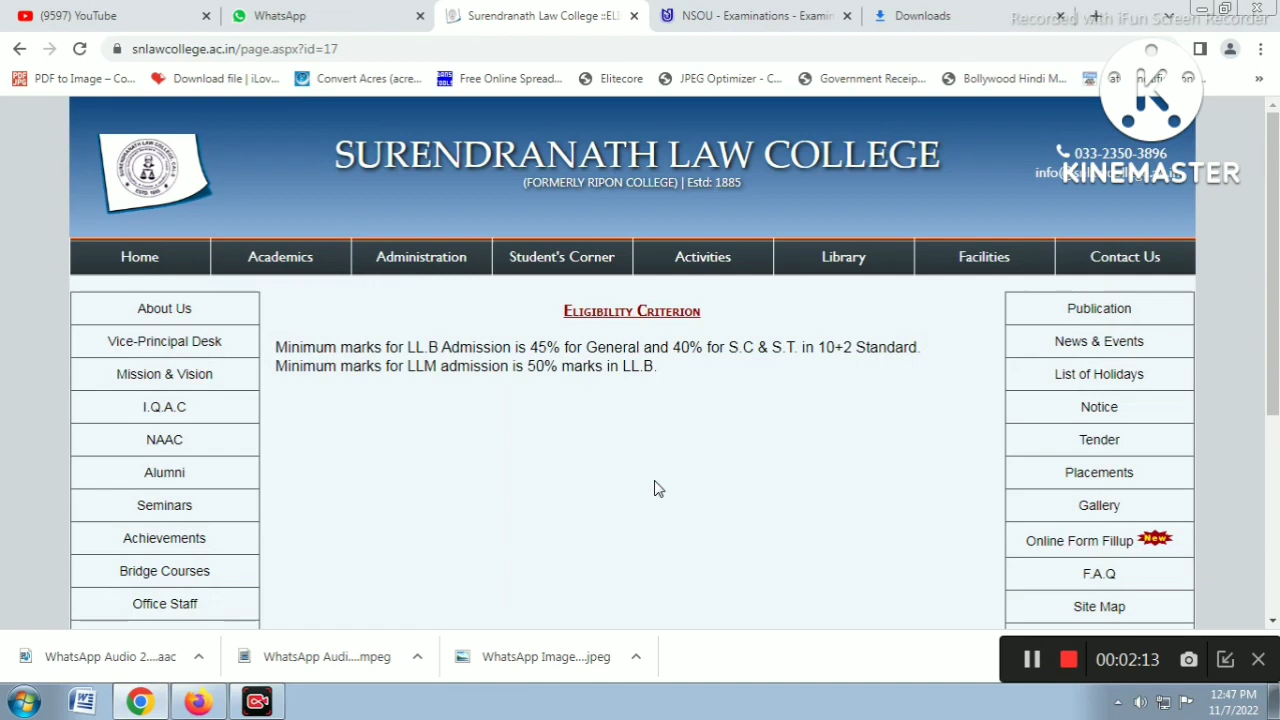 (9597) YouTube
WhatsApp
Surendranath Law College ::ELI
NSOU - Examinations - Examin
Downloads
Recorded with iFun Screen Recorder
snlawcollege.ac.in/page.aspx?id=17
PDF to Image – Co...
Download file | iLov...
Convert Acres (acre...
Free Online Spread...
Elitecore
JPEG Optimizer - C...
Government Receip...
Bollywood Hindi M...
»
SURENDRANATH LAW COLLEGE
(FORMERLY RIPON COLLEGE) | Estd: 1885
033-2350-3896
K
KINEMASTER
Home
Academics
Administration
Student's Corner
Activities
Library
Facilities
Contact Us
About Us
Vice-Principal Desk
Mission & Vision
I.Q.A.C
NAAC
Alumni
Seminars
Achievements
Bridge Courses
Office Staff
ELIGIBILITY CRITERION
Minimum marks for LL.B Admission is 45% for General and 40% for S.C & S.T. in 10+2 Standard.
Minimum marks for LLM admission is 50% marks in LL.B.
Publication
News & Events
List of Holidays
Notice
Tender
Placements
Gallery
Online Form Fillup New
F.A.Q
Site Map
WhatsApp Audio 2....aac
WhatsApp Audi....mpeg
WhatsApp Image....jpeg
00:02:13
12:47 PM
11/7/2022